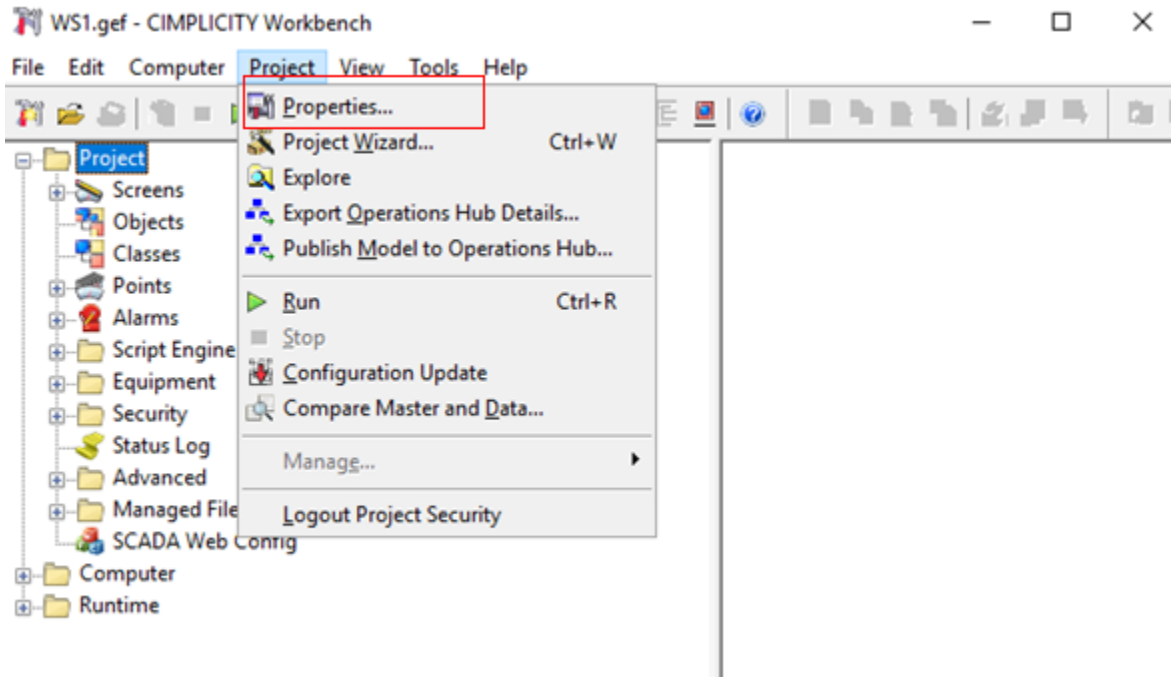 WS1.gef - CIMPLICITY Workbench
File Edit Computer Project View Tools Help
Properties...
Project Wizard... Ctrl+W
Explore
Export Operations Hub Details...
Publish Model to Operations Hub...
Run Ctrl+R
Stop
Configuration Update
Compare Master and Data...
Manage...
Logout Project Security
Project
Screens
Objects
Classes
Points
Alarms
Script Engine
Equipment
Security
Status Log
Advanced
Managed File
SCADA Web Config
Computer
Runtime